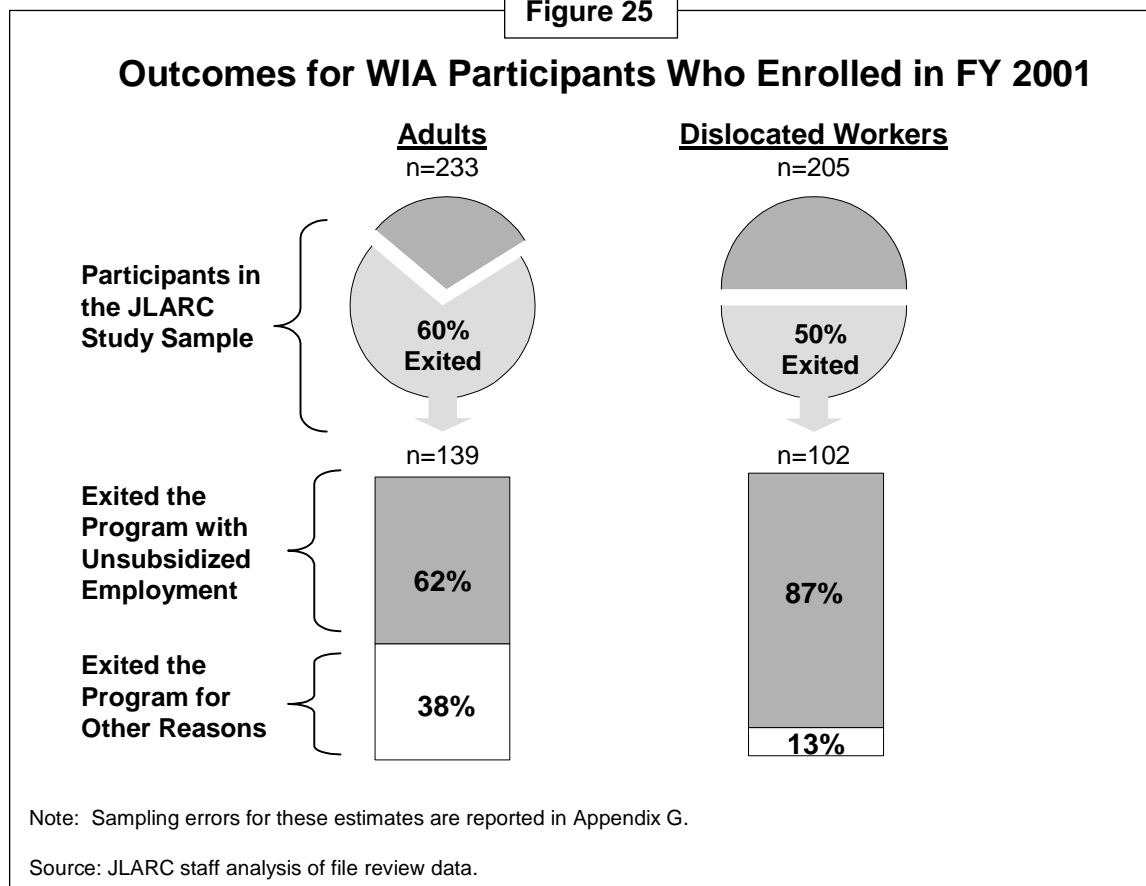 Figure 25
Outcomes for WIA Participants Who Enrolled in FY 2001
Adults
n=233
Dislocated Workers
n=205
Participants in
the JLARC
Study Sample
60%
Exited
50%
Exited
n=139
n=102
Exited the
Program with
Unsubsidized
Employment
62%
87%
Exited the
Program for
Other Reasons
38%
13%
Note: Sampling errors for these estimates are reported in Appendix G.
Source: JLARC staff analysis of file review data.